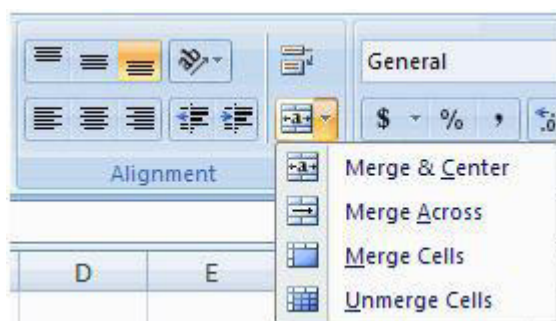 General
$ % ,
Alignment
Merge & Center
Merge Across
Merge Cells
Unmerge Cells
D E